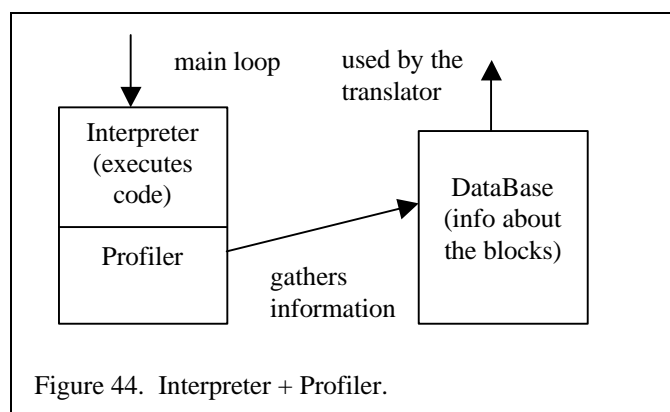 main loop
used by the
translator
Interpreter
(executes
code)
Profiler
DataBase
(info about
the blocks)
gathers
information
Figure 44. Interpreter + Profiler.